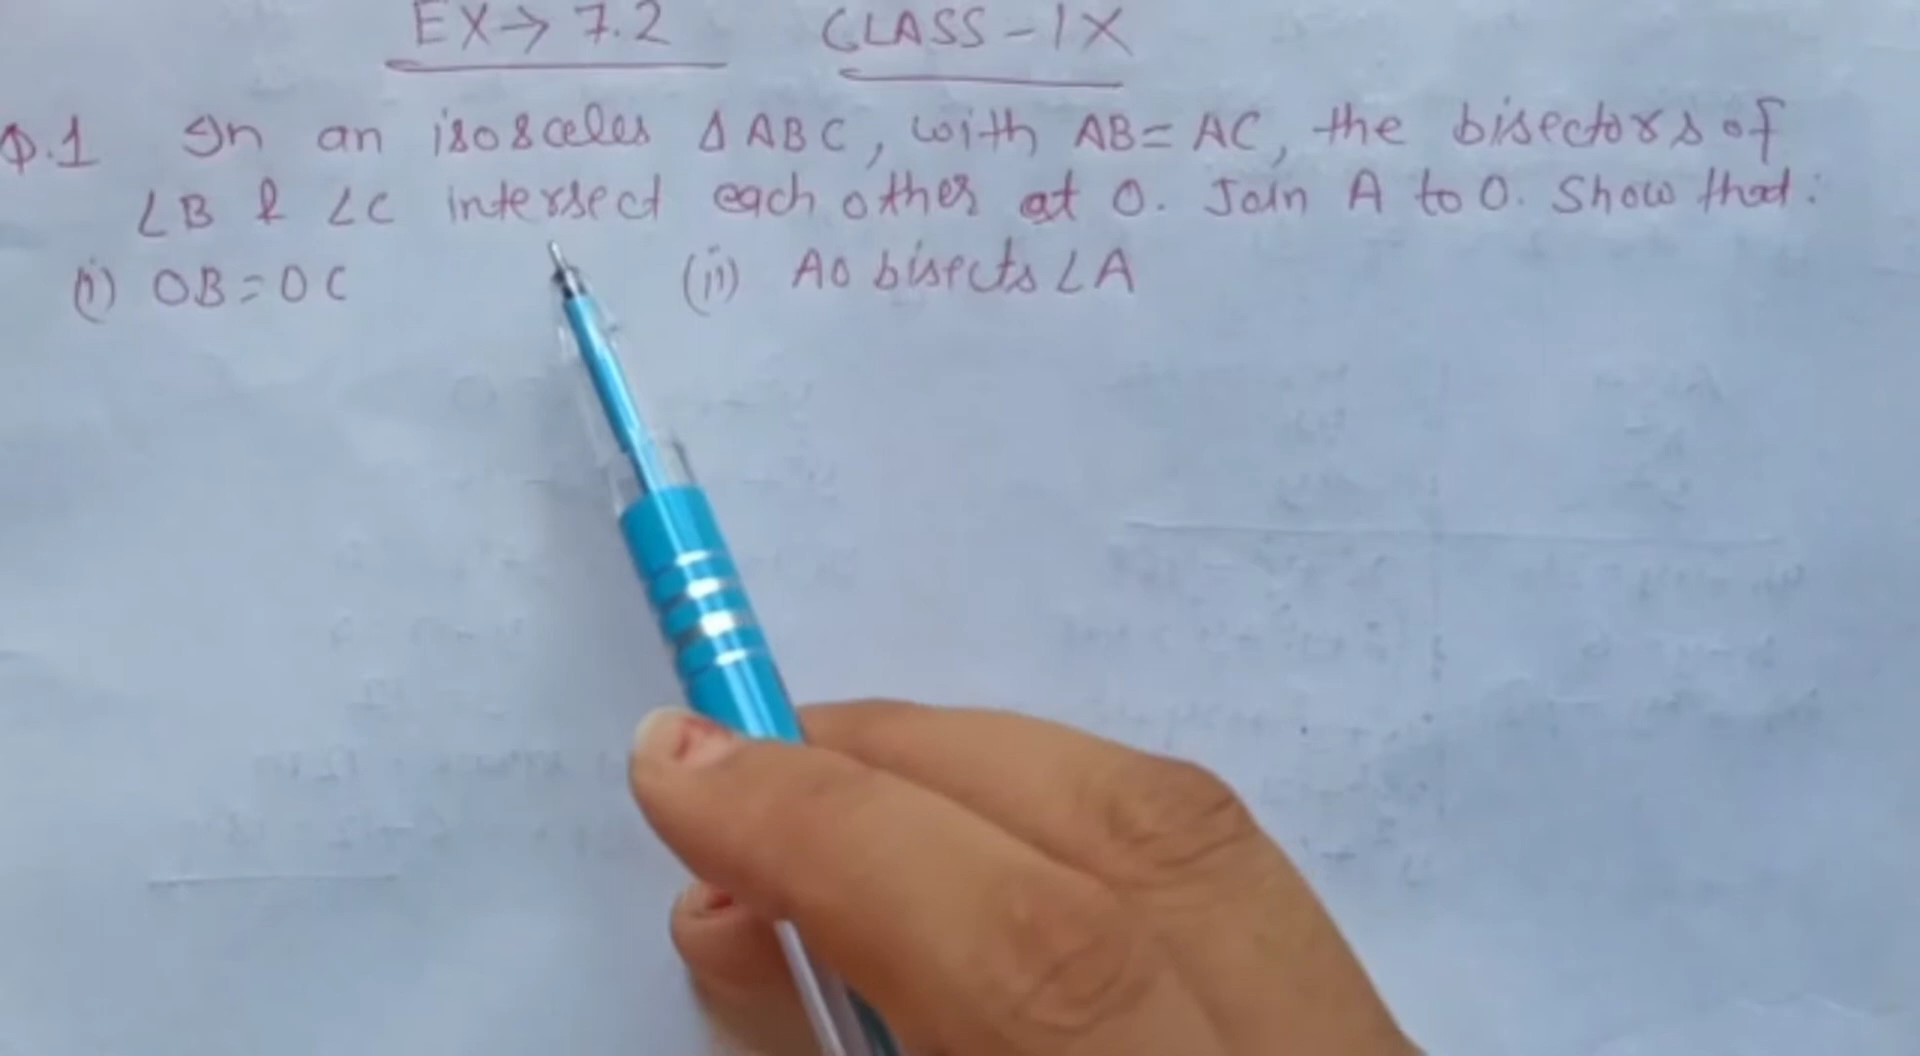 EX → 7.2 CLASS - IX
Q.1 In an isosceles Δ ABC, with AB = AC, the bisectors of
∠B & ∠C intersect each other at O. Join A to O. Show that:
(i) OB = OC (ii) AO bisects ∠A